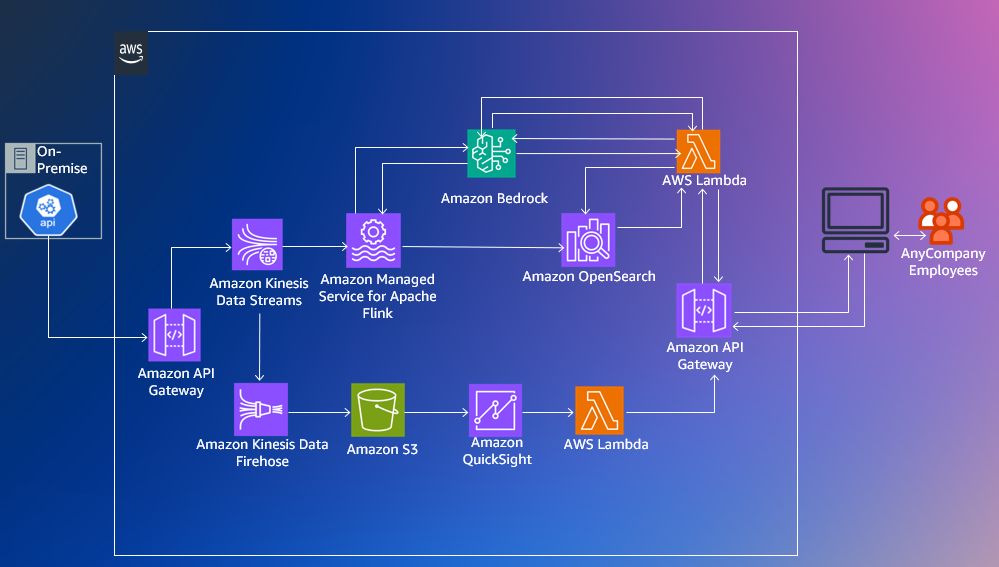 aws
On-
Premise
api
Amazon Bedrock
AWS Lambda
Amazon Kinesis
Data Streams
Amazon Managed
Service for Apache
Flink
Amazon OpenSearch
AnyCompany
Employees
Amazon API
Gateway
Amazon API
Gateway
Amazon Kinesis Data
Firehose
Amazon S3
Amazon
QuickSight
AWS Lambda